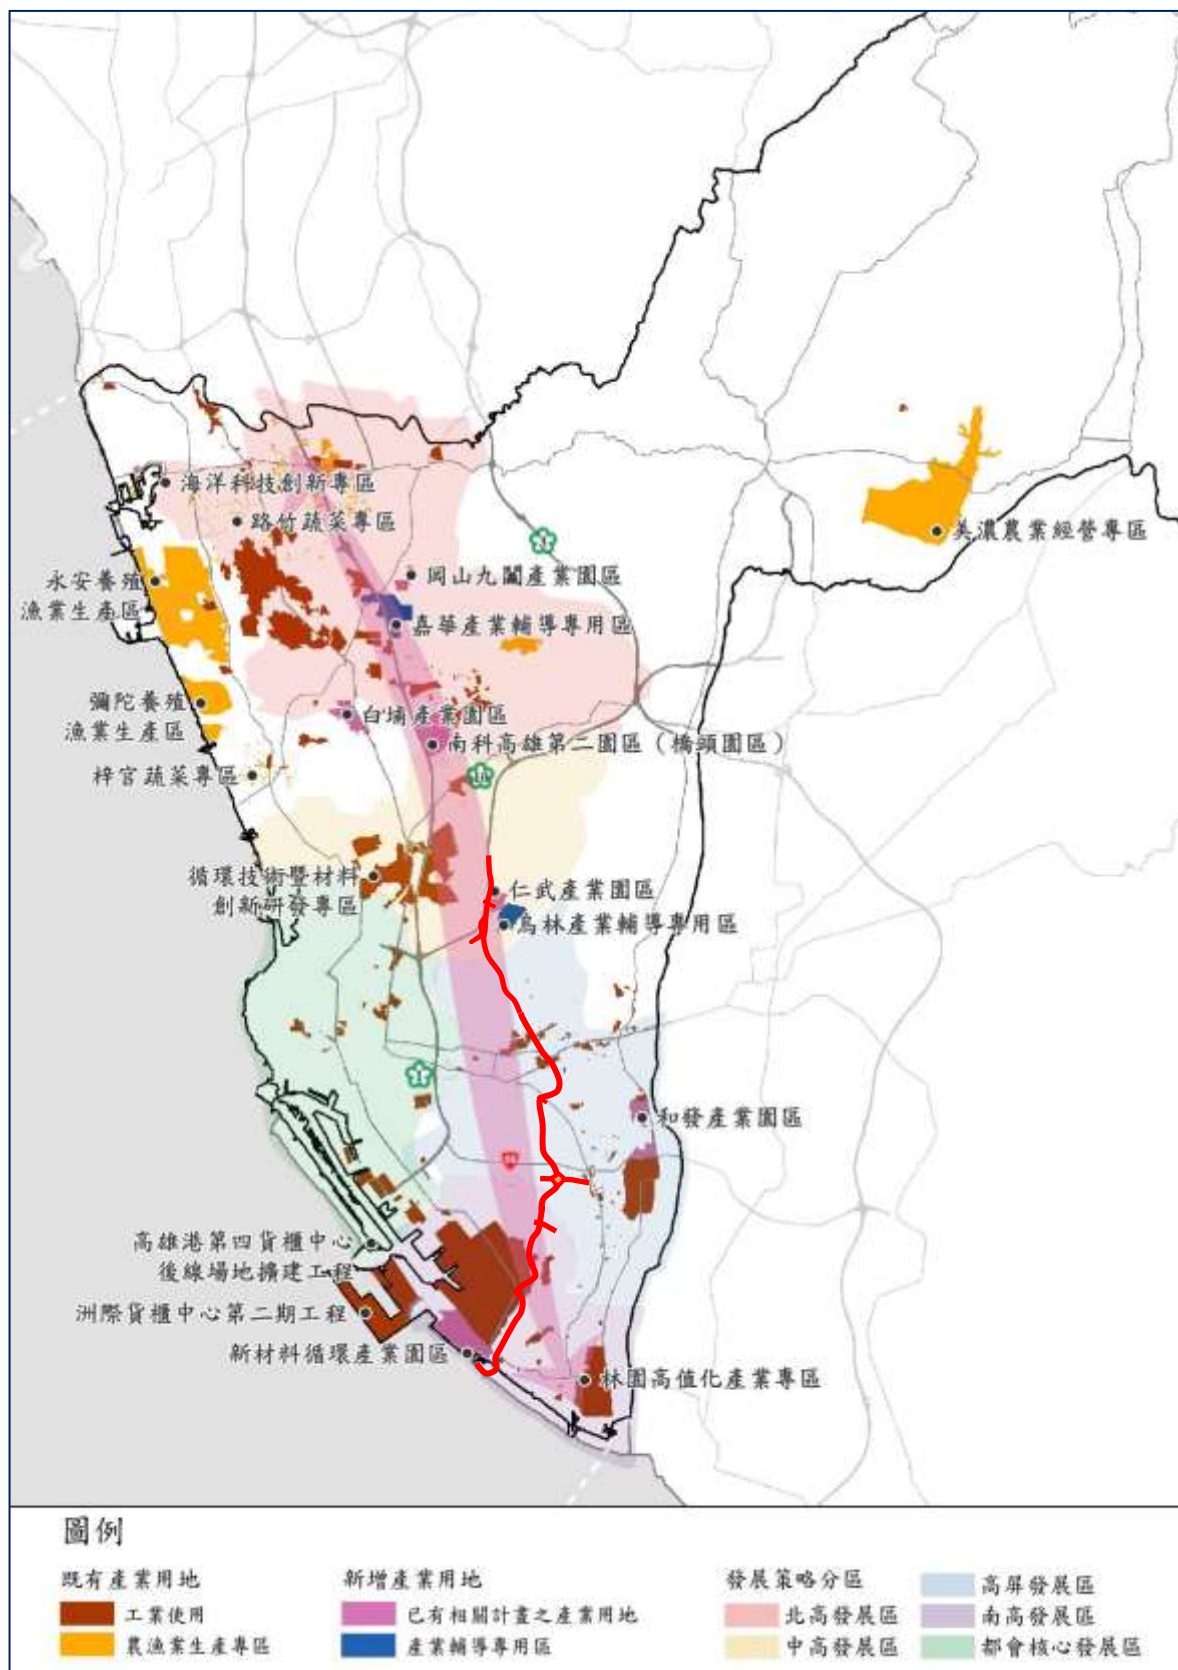 海洋科技創新專區
路竹蔬菜專區
美濃農業經營專區
永安養殖
漁業生產區
岡山九鬮產業園區
嘉華產業輔導專用區
彌陀養殖
漁業生產區
白埔產業園區
南科高雄第二園區（橋頭園區）
梓官蔬菜專區
10
循環技術暨材料
創新研發專區
仁武產業園區
烏林產業輔導專用區
1
和發產業園區
88
高雄港第四貨櫃中心
後線場地擴建工程
洲際貨櫃中心第二期工程
新材料循環產業園區
林園高值化產業專區
圖例
既有產業用地
工業使用
農漁業生產專區
新增產業用地
已有相關計畫之產業用地
產業輔導專用區
發展策略分區
北高發展區
中高發展區
高屏發展區
南高發展區
都會核心發展區